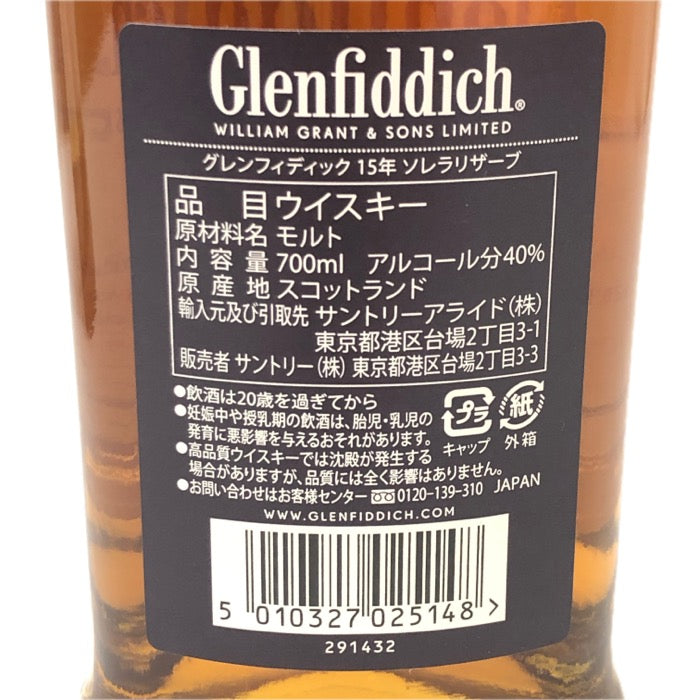 Glenfiddich®
WILLIAM GRANT & SONS LIMITED
グレンフィディック 15年 ソレラリザーブ
品目 ウイスキー
原材料名 モルト
内容量 700ml アルコール分40%
原産地 スコットランド
輸入元及び引取先 サントリーアライド(株)
東京都港区台場2丁目3-1
販売者 サントリー(株) 東京都港区台場2丁目3-3
●飲酒は20歳を過ぎてから
●妊娠中や授乳期の飲酒は、胎児・乳児の
発育に悪影響を与えるおそれがあります。
●高品質ウイスキーでは沈殿が発生する
場合がありますが、品質には全く影響はありません。
●お問い合わせはお客様センター 0120-139-310 JAPAN
プラ
キャップ
紙
外箱
WWW.GLENFIDDICH.COM
5 010327 025148 >
291432